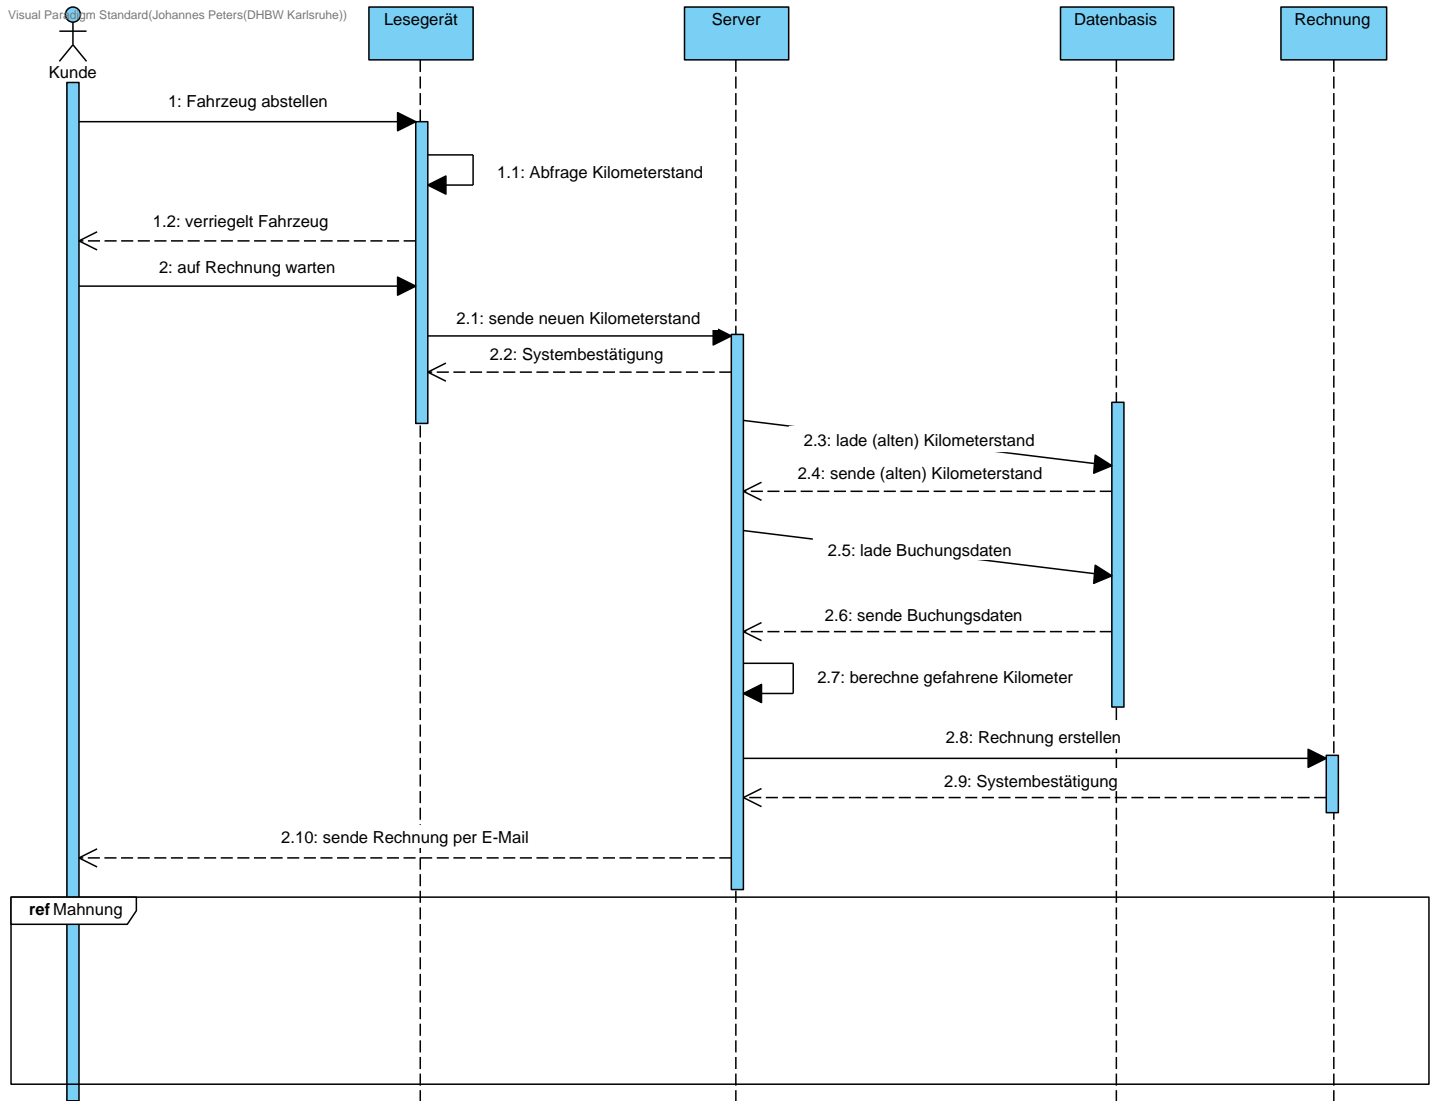 Visual Paradigm Standard(Johannes Peters(DHBW Karlsruhe))
Kunde
Lesegerät
Server
Datenbasis
Rechnung
1: Fahrzeug abstellen
1.1: Abfrage Kilometerstand
1.2: verriegelt Fahrzeug
2: auf Rechnung warten
2.1: sende neuen Kilometerstand
2.2: Systembestätigung
2.3: lade (alten) Kilometerstand
2.4: sende (alten) Kilometerstand
2.5: lade Buchungsdaten
2.6: sende Buchungsdaten
2.7: berechne gefahrene Kilometer
2.8: Rechnung erstellen
2.9: Systembestätigung
2.10: sende Rechnung per E-Mail
ref Mahnung